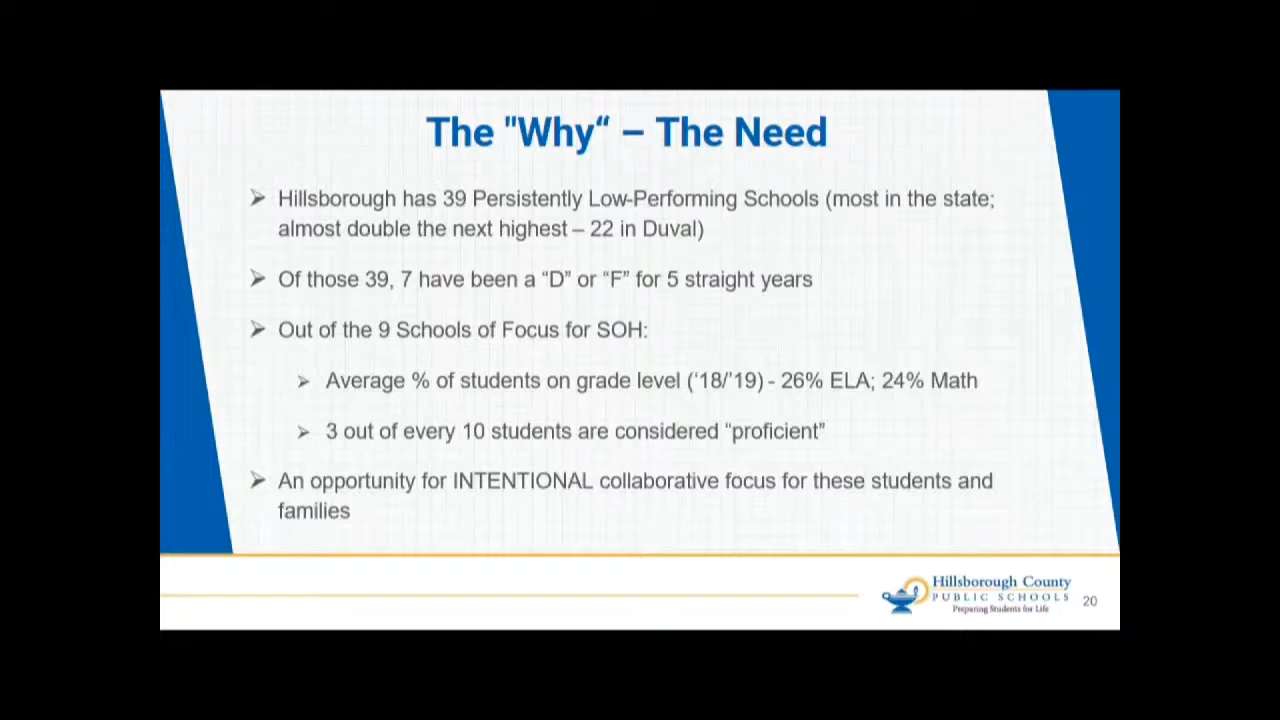 The "Why“ – The Need
Hillsborough has 39 Persistently Low-Performing Schools (most in the state;
almost double the next highest – 22 in Duval)
Of those 39, 7 have been a “D” or “F” for 5 straight years
Out of the 9 Schools of Focus for SOH:
Average % of students on grade level (‘18/’19) - 26% ELA; 24% Math
3 out of every 10 students are considered “proficient”
An opportunity for INTENTIONAL collaborative focus for these students and
families
Hillsborough County
PUBLIC SCHOOLS
Preparing Students for Life
20